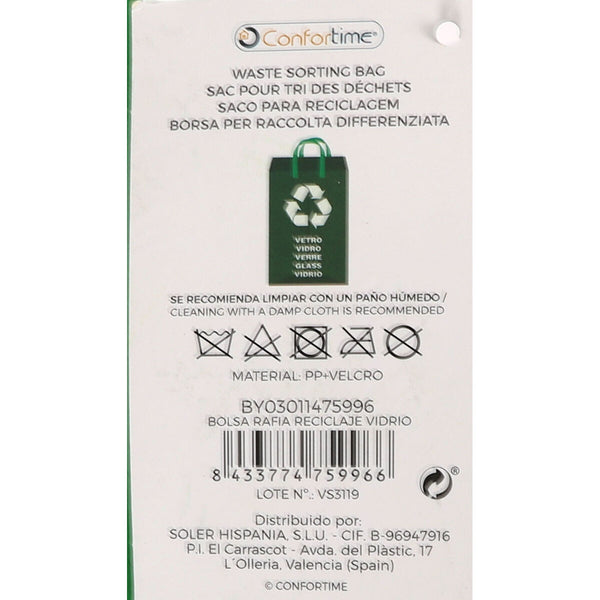 Confortime®
WASTE SORTING BAG
SAC POUR TRI DES DÉCHETS
SACO PARA RECICLAGEM
BORSA PER RACCOLTA DIFFERENZIATA
VETRO
VIDRO
VERRE
GLASS
VIDRIO
SE RECOMIENDA LIMPIAR CON UN PAÑO HÚMEDO /
CLEANING WITH A DAMP CLOTH IS RECOMMENDED
MATERIAL: PP+VELCRO
BY03011475996
BOLSA RAFIA RECICLAJE VIDRIO
8 433774 759966
®
LOTE Nº.: VS3119
Distribuido por:
SOLER HISPANIA, S.L.U. - CIF. B-96947916
P.I. El Carrascot - Avda. del Plàstic, 17
L´Olleria, Valencia (Spain)
© CONFORTIME